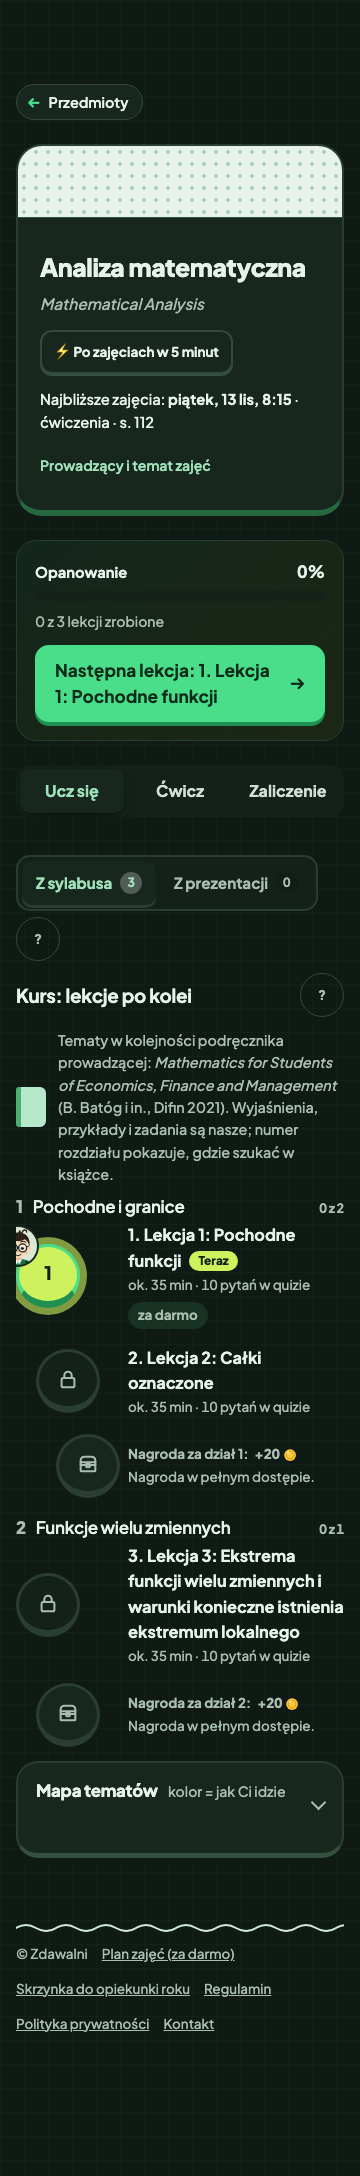 ← Przedmioty
Analiza matematyczna
Mathematical Analysis
⚡ Po zajęciach w 5 minut
Najbliższe zajęcia: piątek, 13 lis, 8:15 ·
ćwiczenia · s. 112
Prowadzący i temat zajęć
Opanowanie 0%
0 z 3 lekcji zrobione
Następna lekcja: 1. Lekcja
1: Pochodne funkcji →
Ucz się Ćwicz Zaliczenie
Z sylabusa 3 Z prezentacji 0
?
Kurs: lekcje po kolei ?
Tematy w kolejności podręcznika
prowadzącej: Mathematics for Students
of Economics, Finance and Management
(B. Batóg i in., Difin 2021). Wyjaśnienia,
przykłady i zadania są nasze; numer
rozdziału pokazuje, gdzie szukać w
książce.
1 Pochodne i granice 0z2
1
1. Lekcja 1: Pochodne
funkcji Teraz
ok. 35 min · 10 pytań w quizie
za darmo
2. Lekcja 2: Całki
oznaczone
ok. 35 min · 10 pytań w quizie
Nagroda za dział 1: +20
Nagroda w pełnym dostępie.
2 Funkcje wielu zmiennych 0z1
3. Lekcja 3: Ekstrema
funkcji wielu zmiennych i
warunki konieczne istnienia
ekstremum lokalnego
ok. 35 min · 10 pytań w quizie
Nagroda za dział 2: +20
Nagroda w pełnym dostępie.
Mapa tematów kolor = jak Ci idzie
© Zdawalni Plan zajęć (za darmo)
Skrzynka do opiekunki roku Regulamin
Polityka prywatności Kontakt